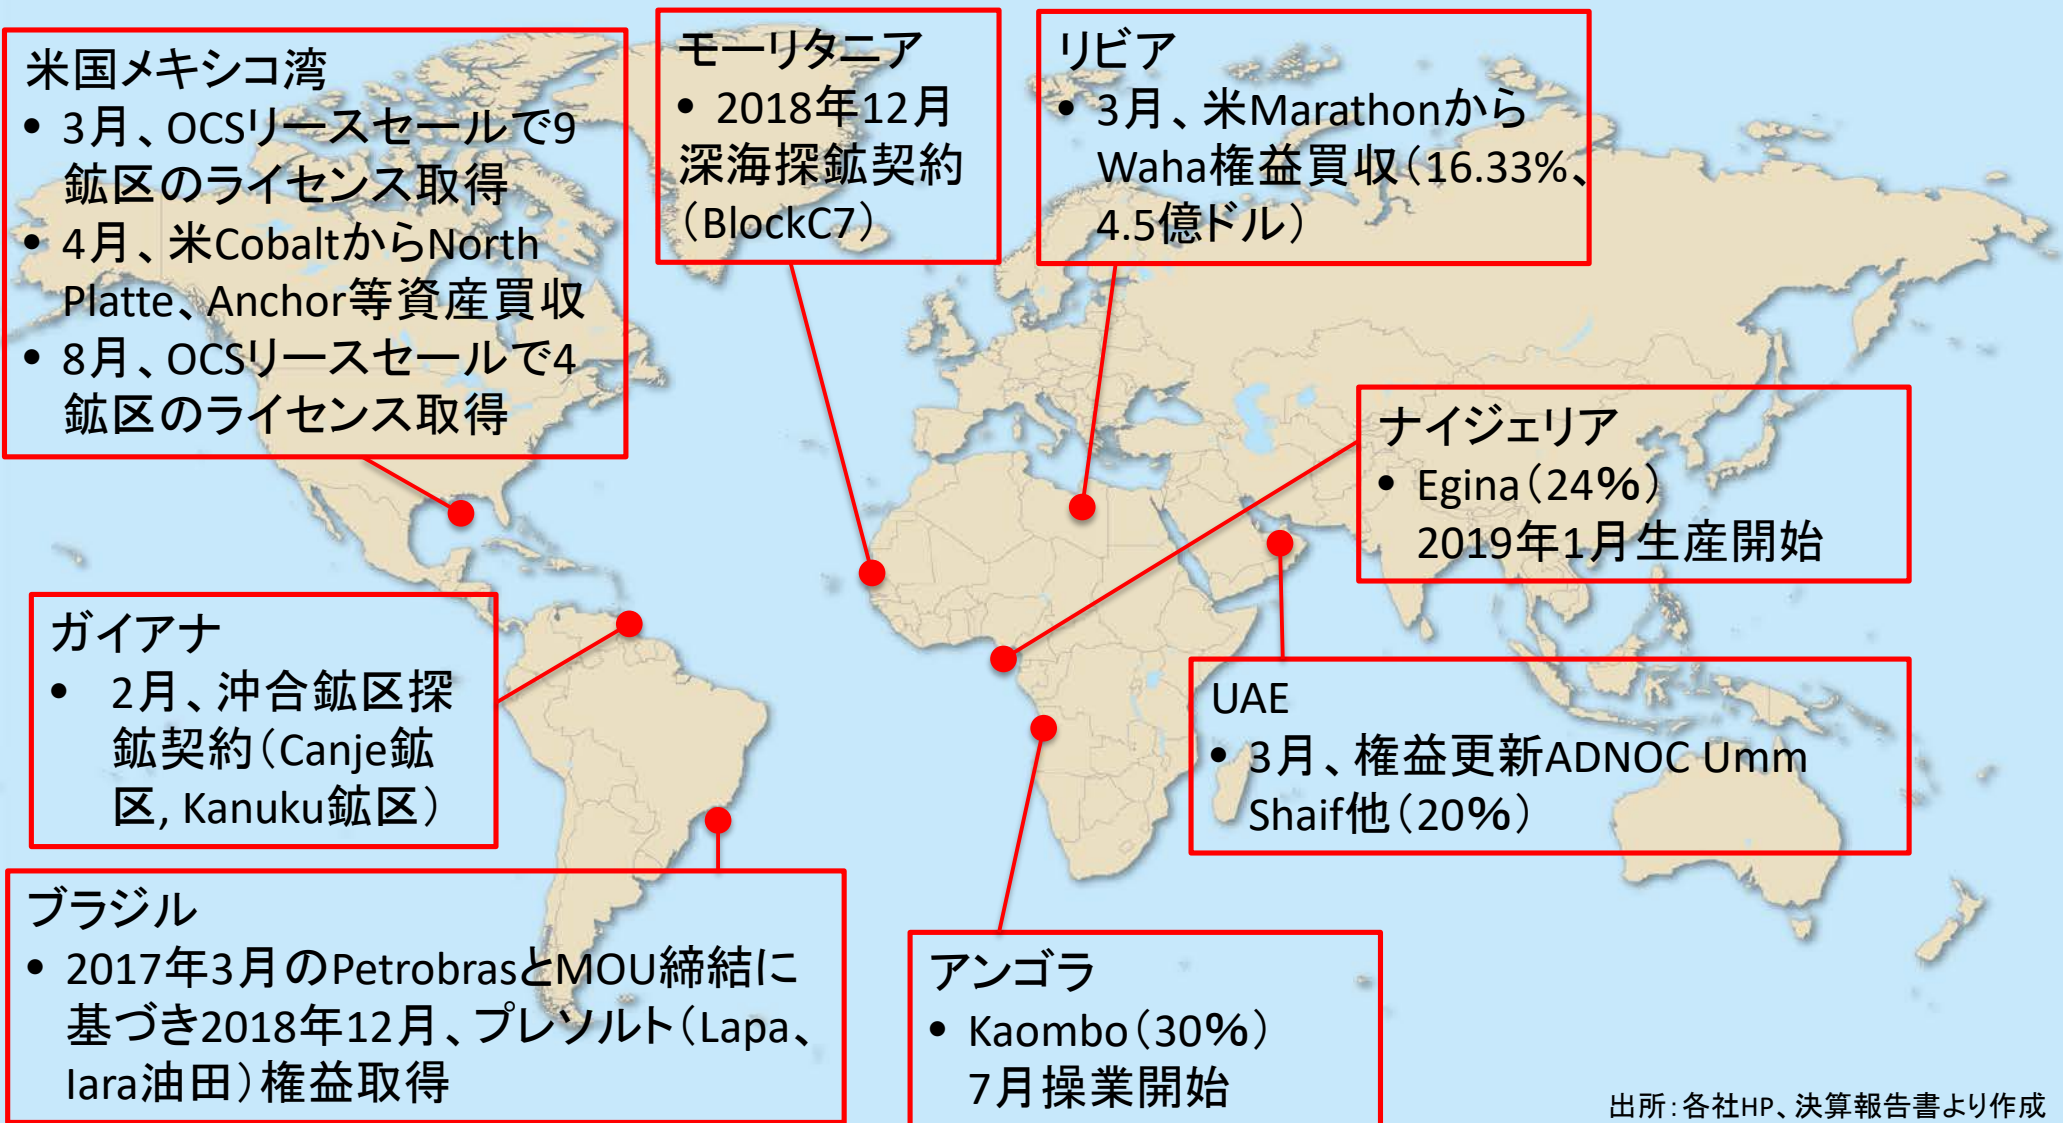 米国メキシコ湾
• 3月、OCSリースセールで9
鉱区のライセンス取得
• 4月、米CobaltからNorth
Platte、Anchor等資産買収
• 8月、OCSリースセールで4
鉱区のライセンス取得
モーリタニア
• 2018年12月
深海探鉱契約
（BlockC7）
リビア
• 3月、米Marathonから
Waha権益買収（16.33%、
4.5億ドル）
ナイジェリア
• Egina（24％）
2019年1月生産開始
ガイアナ
• 2月、沖合鉱区探
鉱契約（Canje鉱
区, Kanuku鉱区）
UAE
• 3月、権益更新ADNOC Umm
Shaif他（20％）
ブラジル
• 2017年3月のPetrobrasとMOU締結に
基づき2018年12月、プレソルト（Lapa、
Iara油田）権益取得
アンゴラ
• Kaombo（30％）
7月操業開始
出所：各社HP、決算報告書より作成